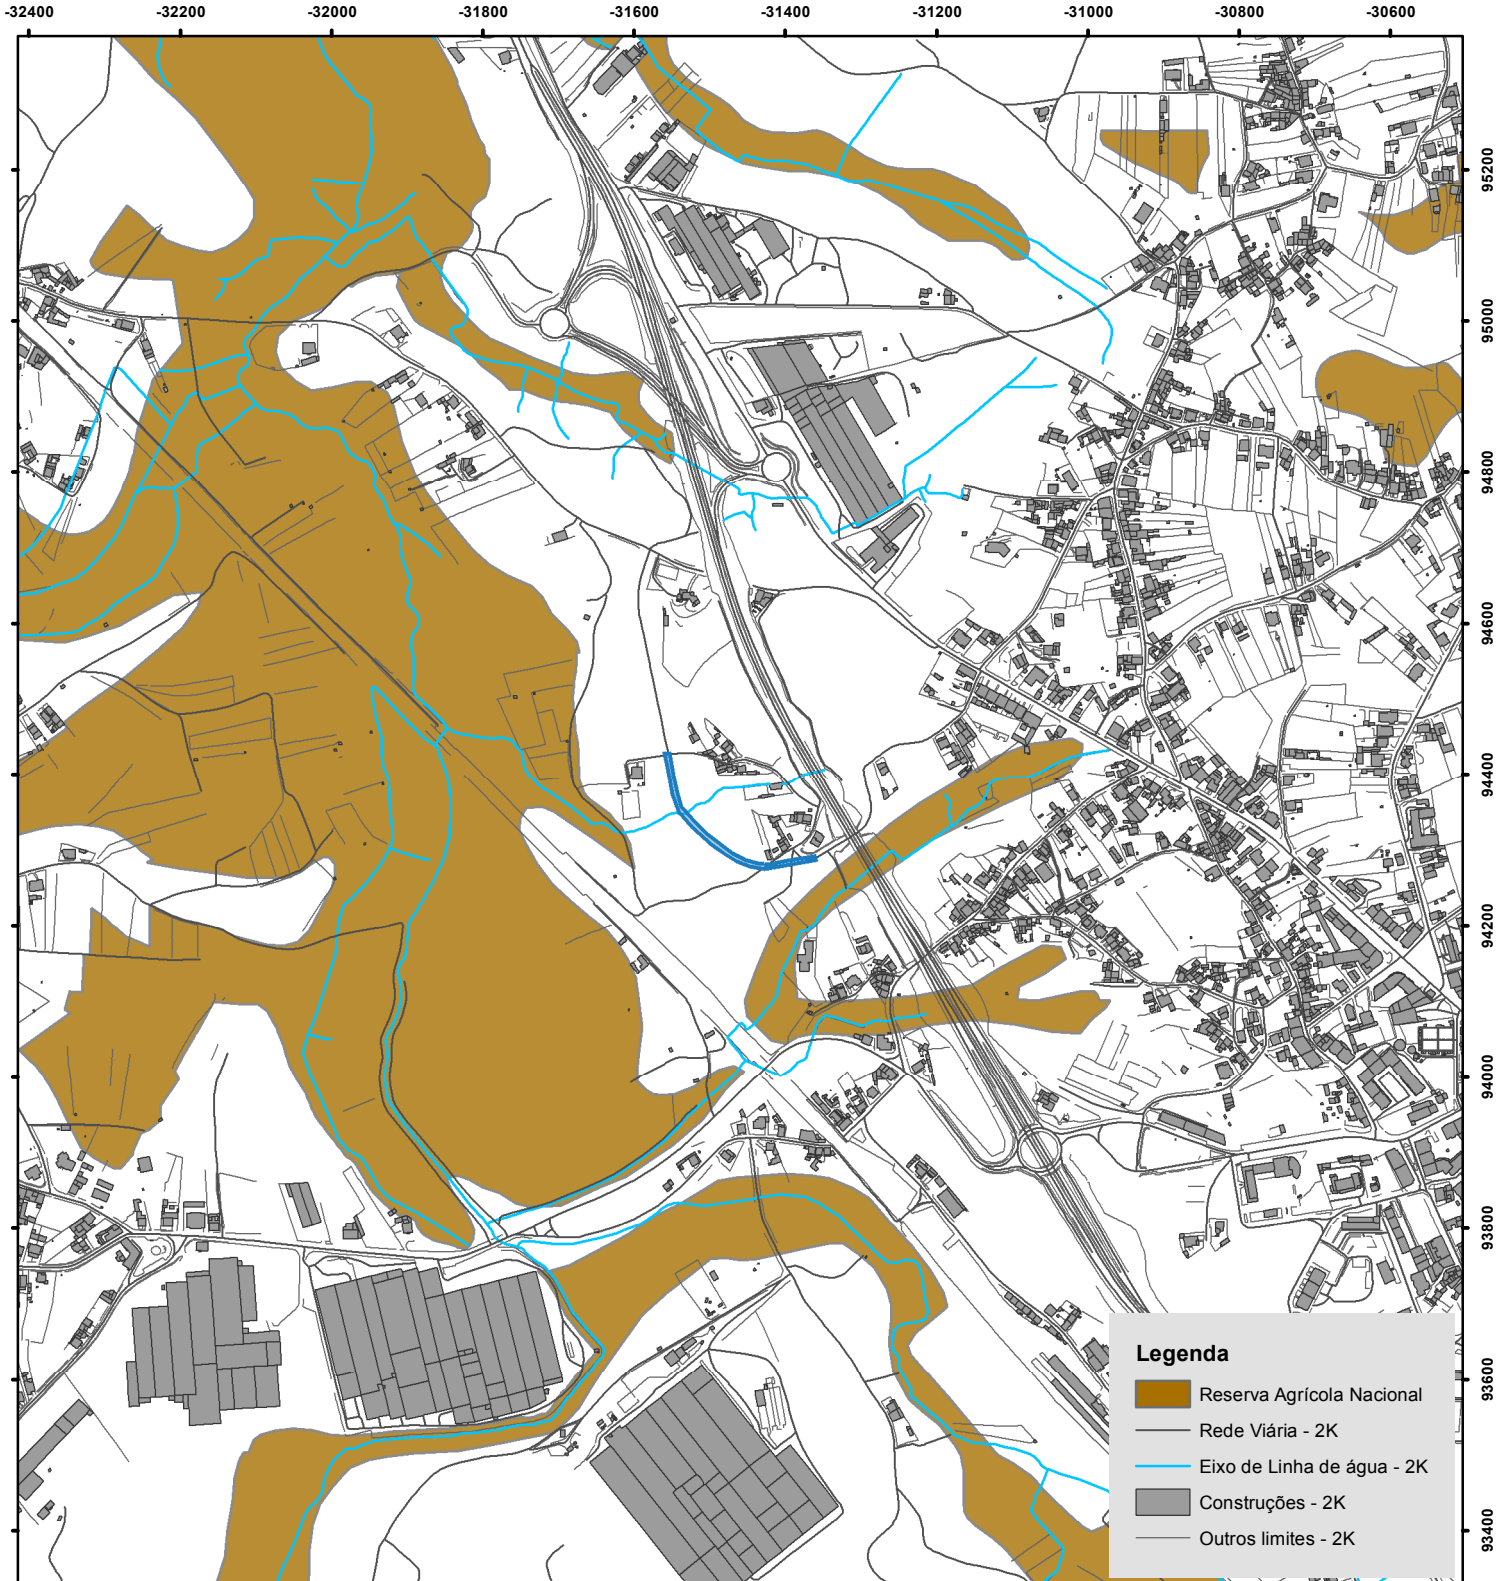 -32400 -32200 -32000 -31800 -31600 -31400 -31200 -31000 -30800 -30600
95200
95000
94800
94600
94400
94200
94000
93800
93600
93400
Legenda
Reserva Agrícola Nacional
Rede Viária - 2K
Eixo de Linha de água - 2K
Construções - 2K
Outros limites - 2K